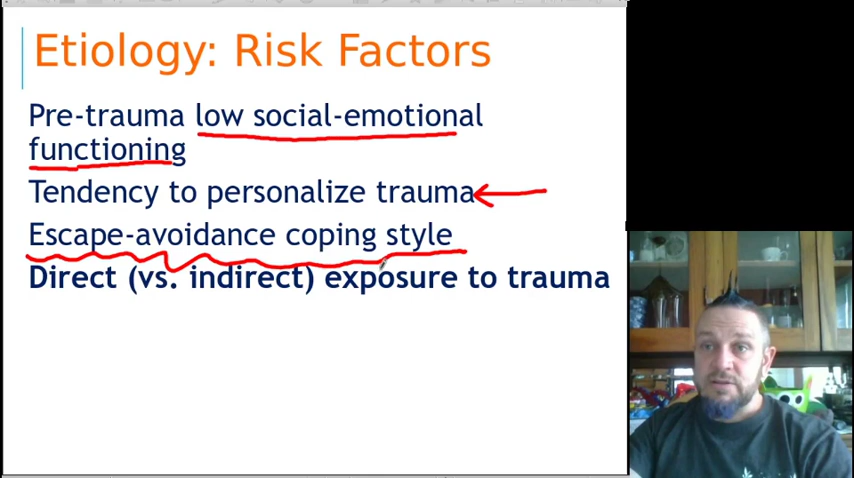 Etiology: Risk Factors
Pre-trauma low social-emotional
functioning
Tendency to personalize trauma
Escape-avoidance coping style
Direct (vs. indirect) exposure to trauma